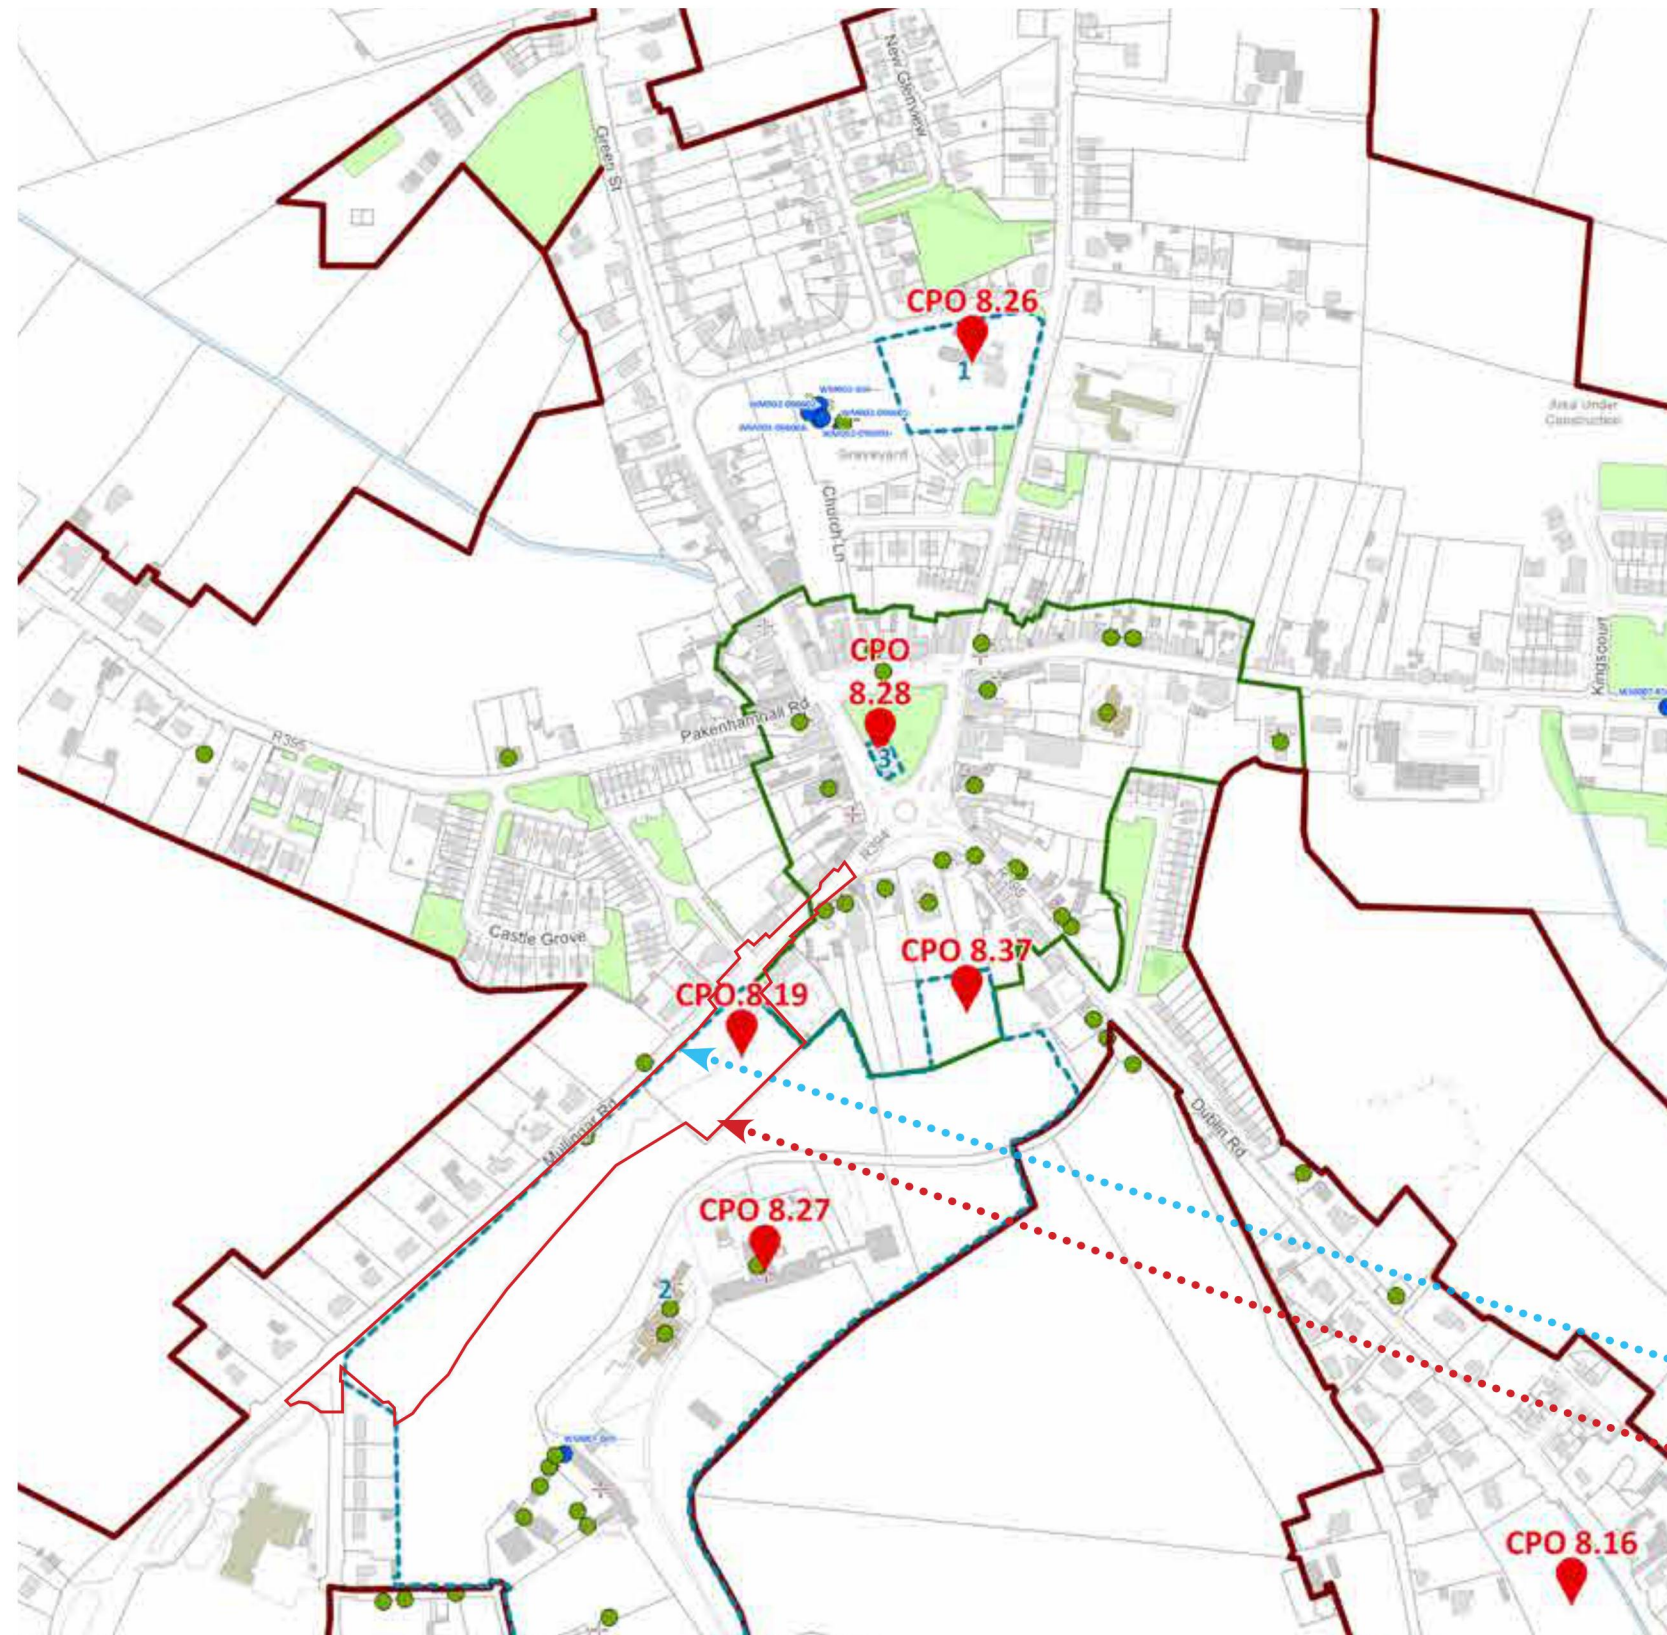 New Glenview
Green St
CPO 8.26
1
Area Under
Construction
Graveyard
Church Ln
Kingscourt
CPO
8.28
3
Pakenhamhall Rd
R395
R394
R395
Castle Grove
CPO 8.37
CPO 8.19
Mullingar Rd
Dublin Rd
CPO 8.27
2
CPO 8.16